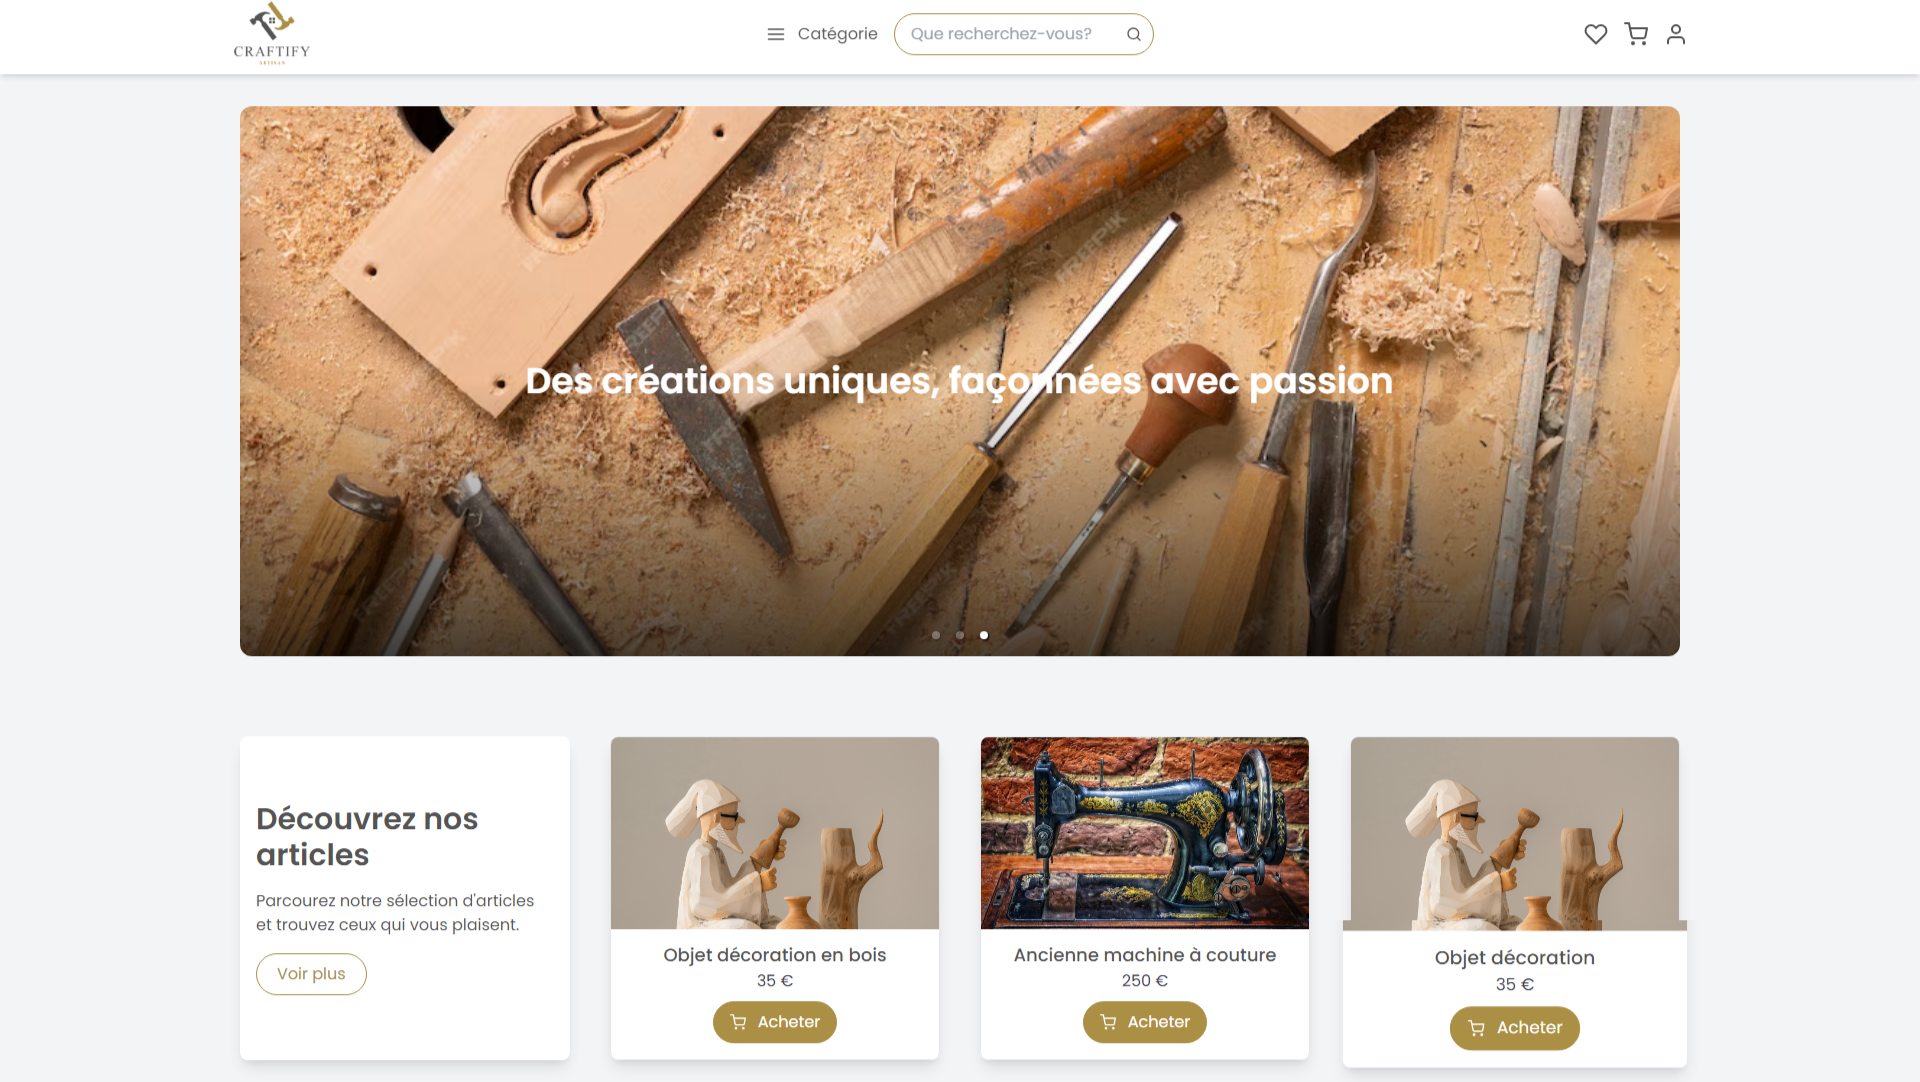 CRAFTIFY
ARTISAN
Catégorie
Que recherchez-vous?
Des créations uniques, façonnées avec passion
Découvrez nos
articles
Parcourez notre sélection d'articles
et trouvez ceux qui vous plaisent.
Voir plus
Objet décoration en bois
35 €
Acheter
Ancienne machine à couture
250 €
Acheter
Objet décoration
35 €
Acheter